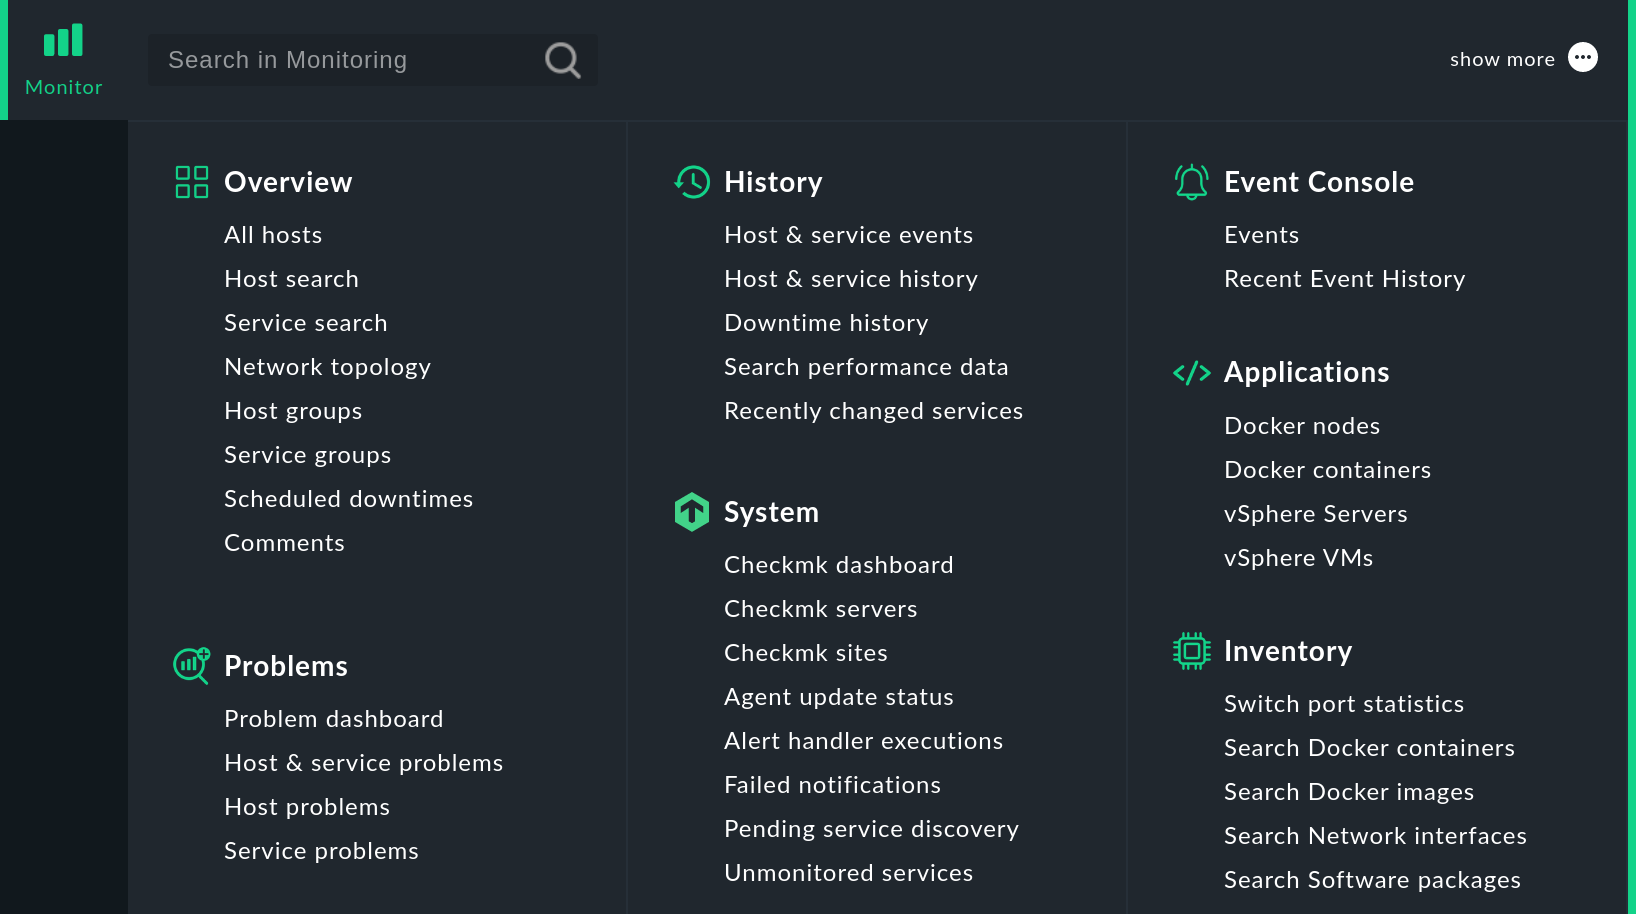 Monitor
Search in Monitoring
show more
Overview
All hosts
Host search
Service search
Network topology
Host groups
Service groups
Scheduled downtimes
Comments
Problems
Problem dashboard
Host & service problems
Host problems
Service problems
History
Host & service events
Host & service history
Downtime history
Search performance data
Recently changed services
System
Checkmk dashboard
Checkmk servers
Checkmk sites
Agent update status
Alert handler executions
Failed notifications
Pending service discovery
Unmonitored services
Event Console
Events
Recent Event History
Applications
Docker nodes
Docker containers
vSphere Servers
vSphere VMs
Inventory
Switch port statistics
Search Docker containers
Search Docker images
Search Network interfaces
Search Software packages